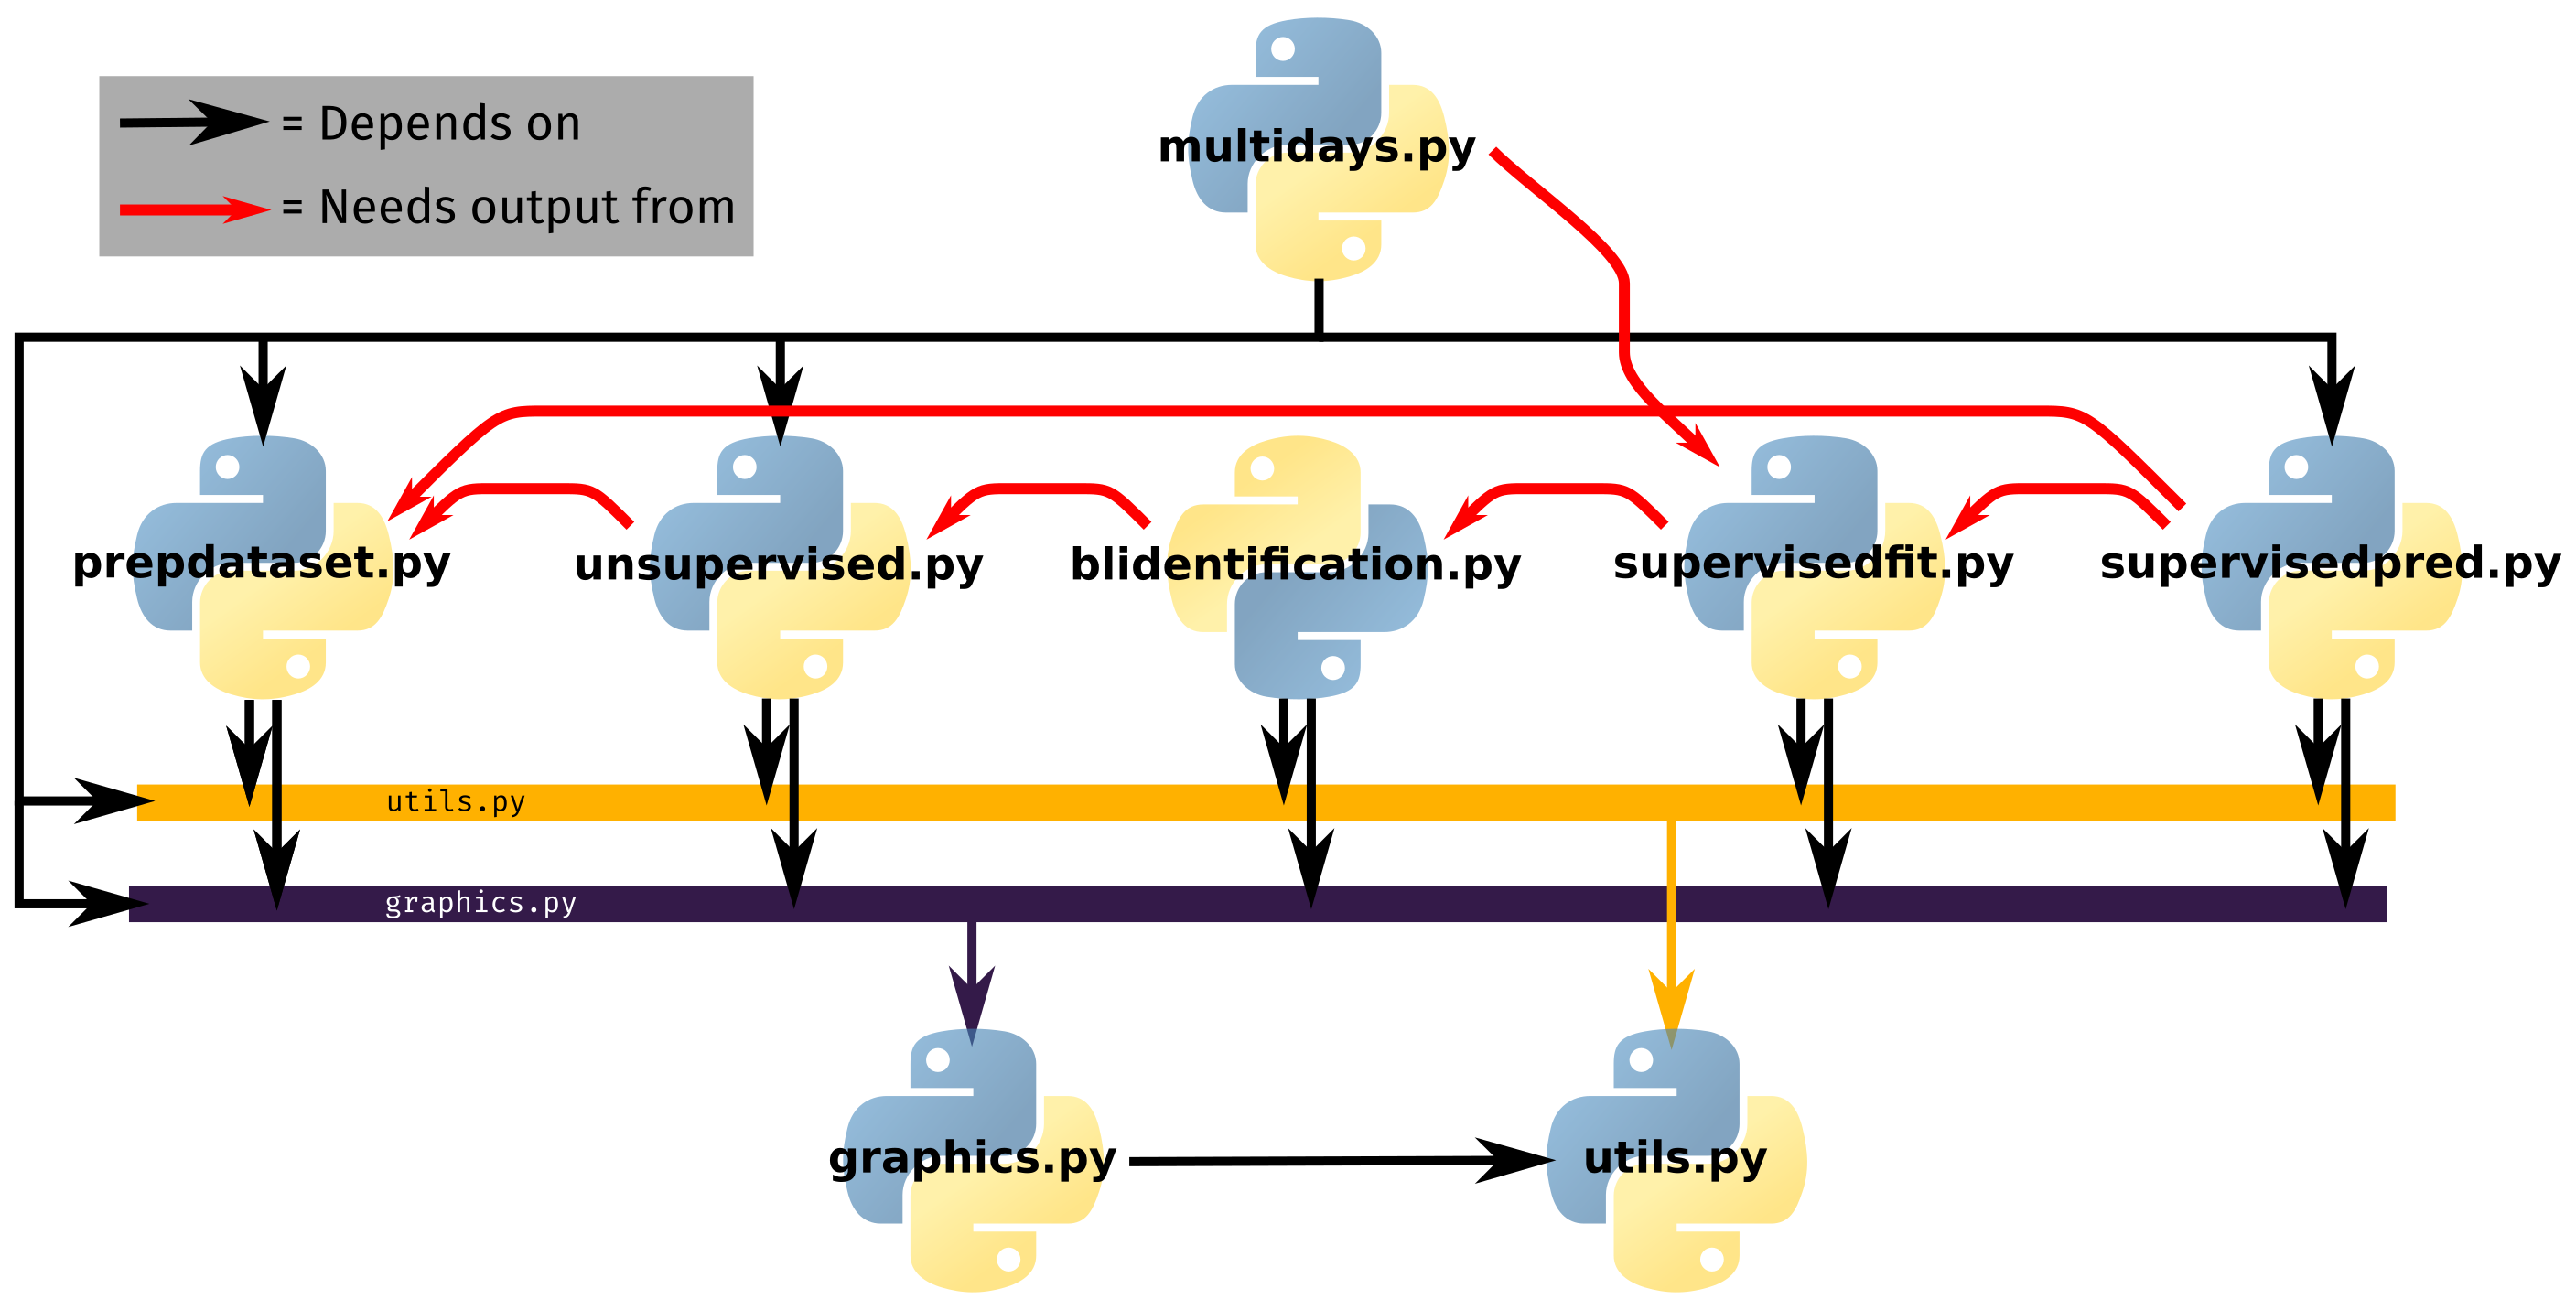 = Depends on
= Needs output from
multidays.py
prepdataset.py
unsupervised.py
blidentification.py
supervisedfit.py
supervisedpred.py
utils.py
graphics.py
graphics.py
utils.py